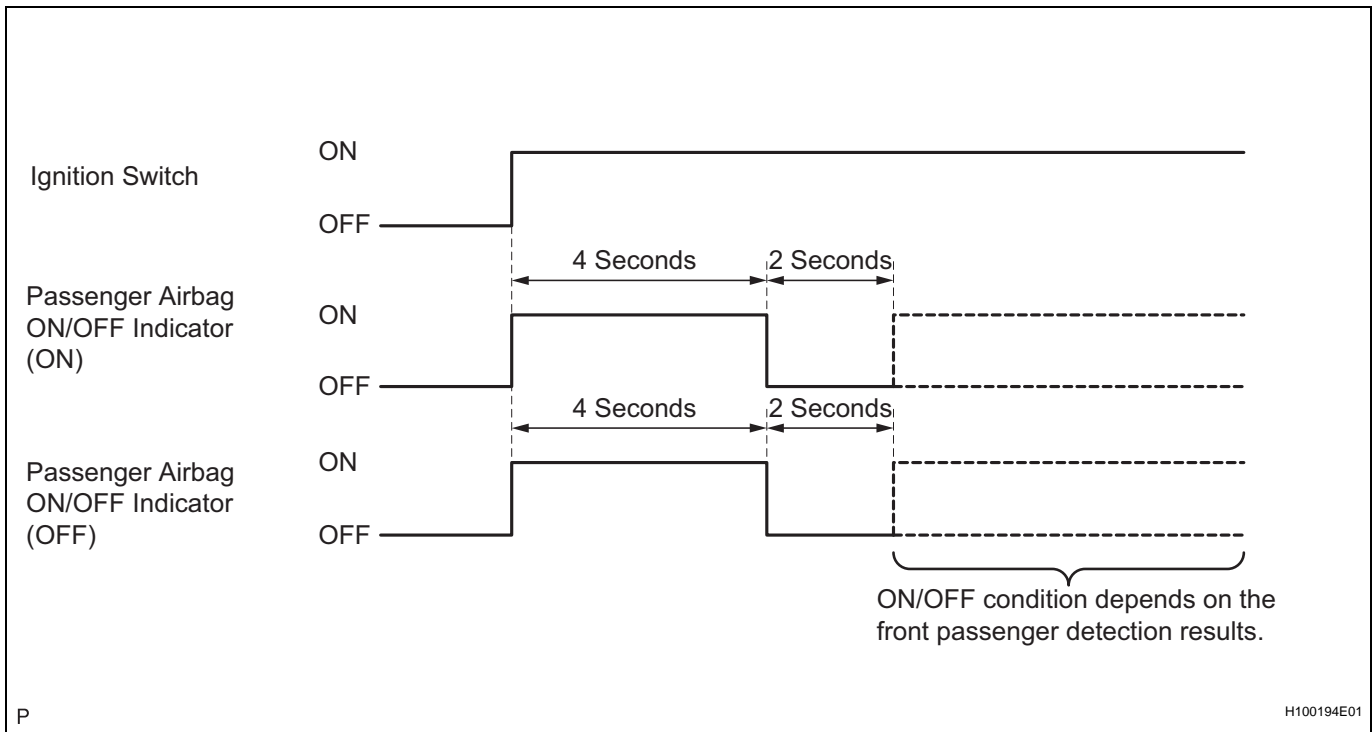 ON
Ignition Switch
OFF
4 Seconds
2 Seconds
Passenger Airbag
ON/OFF Indicator
(ON)
ON
OFF
4 Seconds
2 Seconds
Passenger Airbag
ON/OFF Indicator
(OFF)
ON
OFF
ON/OFF condition depends on the
front passenger detection results.
P
H100194E01